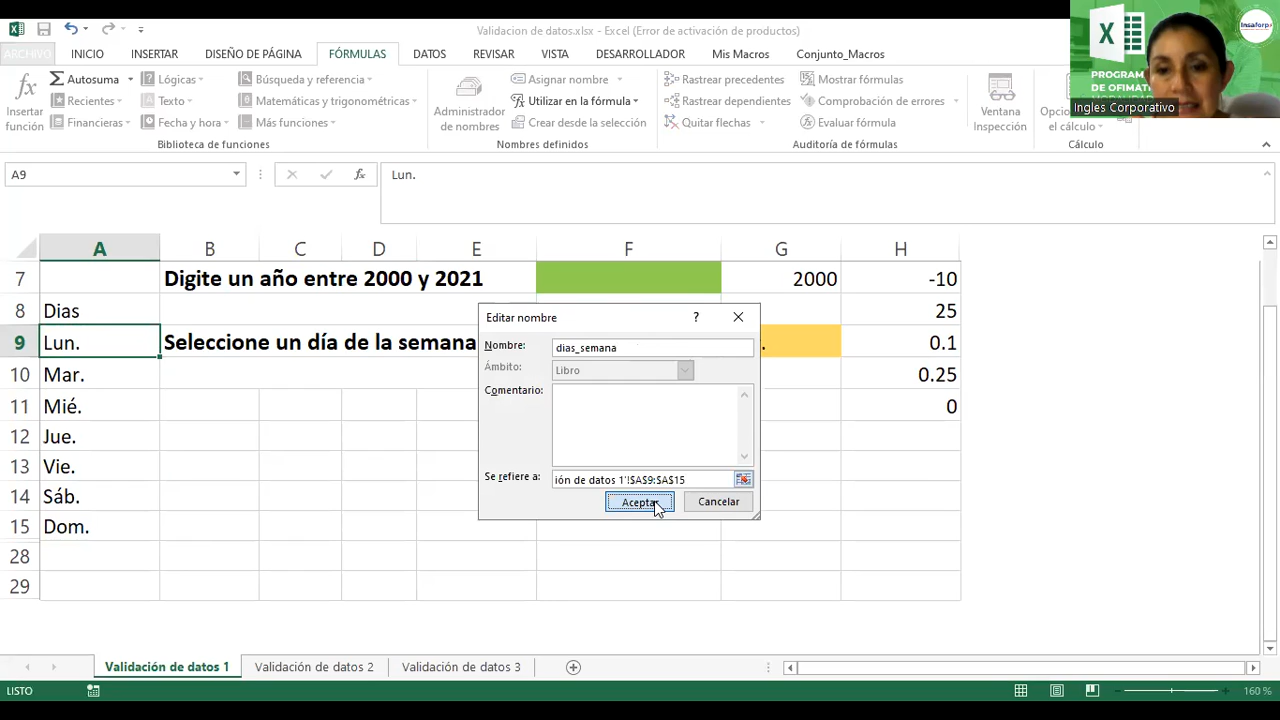 Validacion de datos.xlsx - Excel (Error de activación de productos)
ARCHIVO INICIO INSERTAR DISEÑO DE PÁGINA FÓRMULAS DATOS REVISAR VISTA DESARROLLADOR Mis Macros Conjunto_Macros
Insertar función
Autosuma
Recientes
Financieras
Lógicas
Texto
Fecha y hora
Búsqueda y referencia
Matemáticas y trigonométricas
Más funciones
Biblioteca de funciones
Administrador de nombres
Asignar nombre
Utilizar en la fórmula
Crear desde la selección
Nombres definidos
Rastrear precedentes
Rastrear dependientes
Quitar flechas
Mostrar fórmulas
Comprobación de errores
Evaluar fórmula
Auditoría de fórmulas
Ventana Inspección
Opcio
el cálculo
Cálculo
PROGRAM
DE OFIMAT
Insaforp
Ingles Corporativo
A9
fx
Lun.
A B C D E F G H
7 Digite un año entre 2000 y 2021 2000 -10
8 Dias 25
9 Lun. Seleccione un día de la semana . 0.1
10 Mar. 0.25
11 Mié. 0
12 Jue.
13 Vie.
14 Sáb.
15 Dom.
28
29
Editar nombre ?
Nombre: dias_semana
Ámbito: Libro
Comentario:
Se refiere a: ión de datos 1'!$A$9:$A$15
Aceptar Cancelar
Validación de datos 1 Validación de datos 2 Validación de datos 3
LISTO
160 %